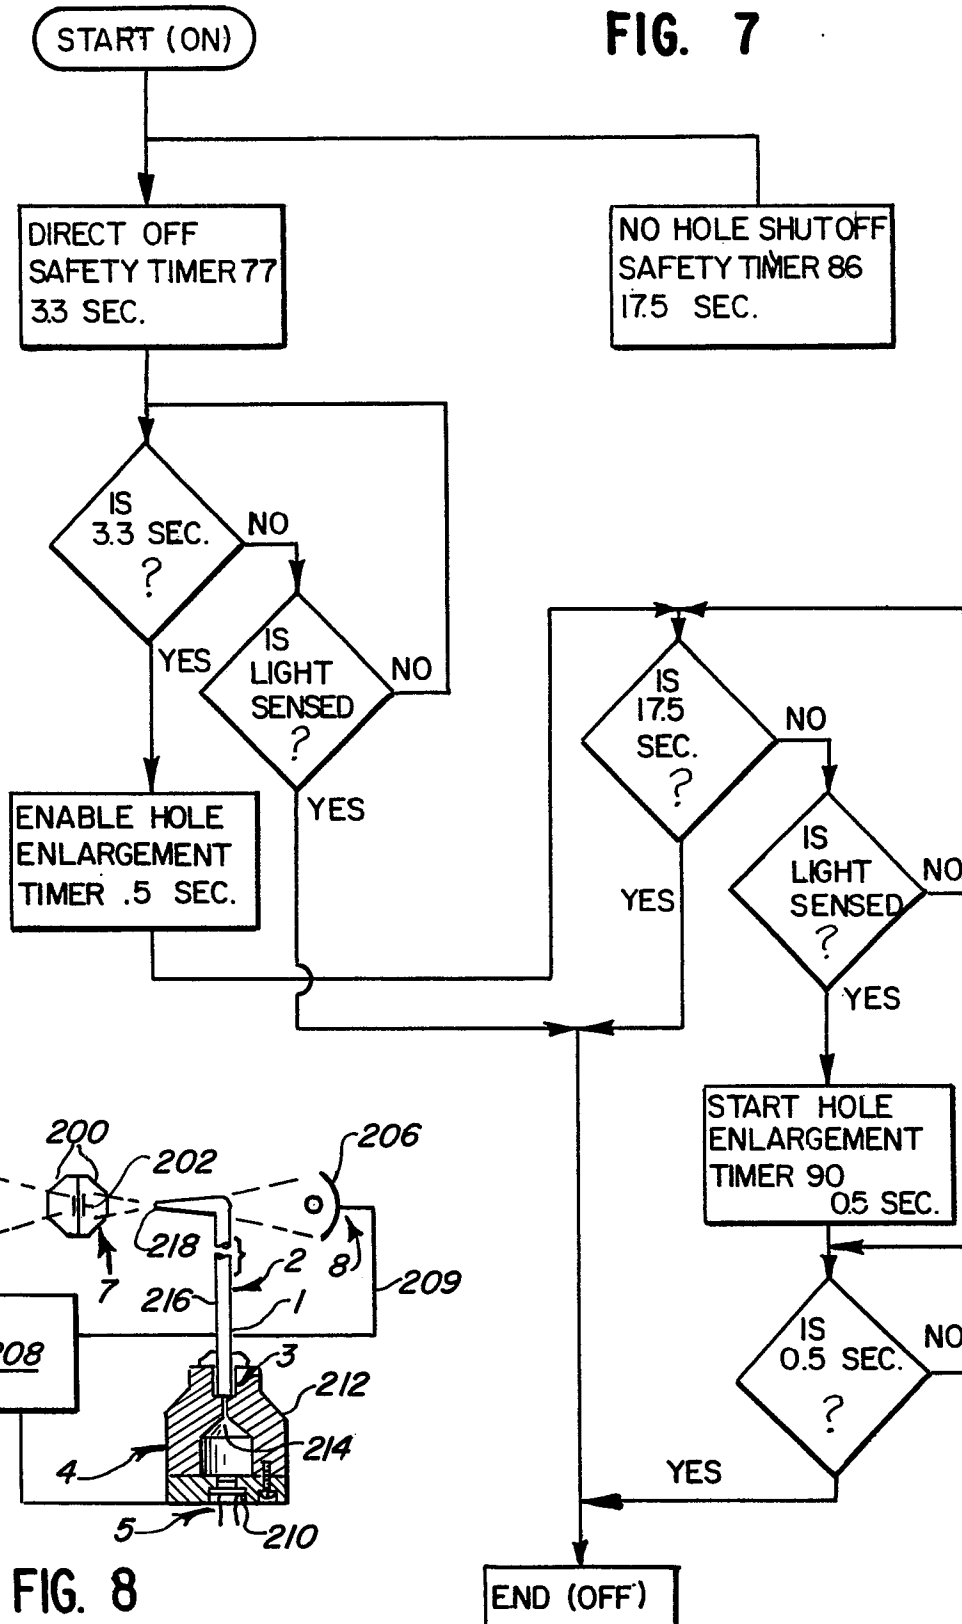 START (ON)
FIG. 7
DIRECT OFF
SAFETY TIMER 77
3.3 SEC.
NO HOLE SHUTOFF
SAFETY TIMER 86
17.5 SEC.
IS
3.3 SEC.
?
NO
YES
IS
LIGHT
SENSED
?
NO
YES
ENABLE HOLE
ENLARGEMENT
TIMER .5 SEC.
IS
17.5
SEC.
?
NO
YES
IS
LIGHT
SENSED
?
NO
YES
START HOLE
ENLARGEMENT
TIMER 90
0.5 SEC.
IS
0.5 SEC.
?
NO
YES
END (OFF)
200
202
206
218
7
8
2
209
216
1
208
3
212
4
214
5
210
FIG. 8